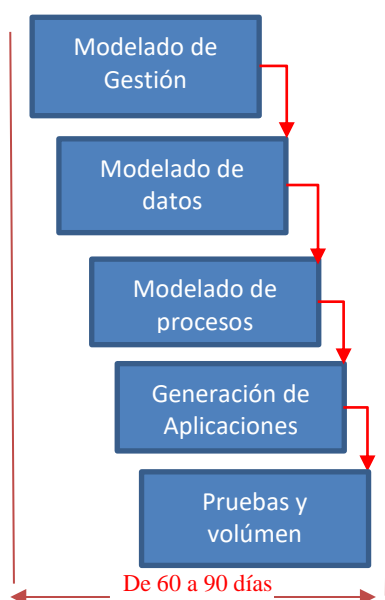 Modelado de
Gestión
Modelado de
datos
Modelado de
procesos
Generación de
Aplicaciones
Pruebas y
volúmen
De 60 a 90 días